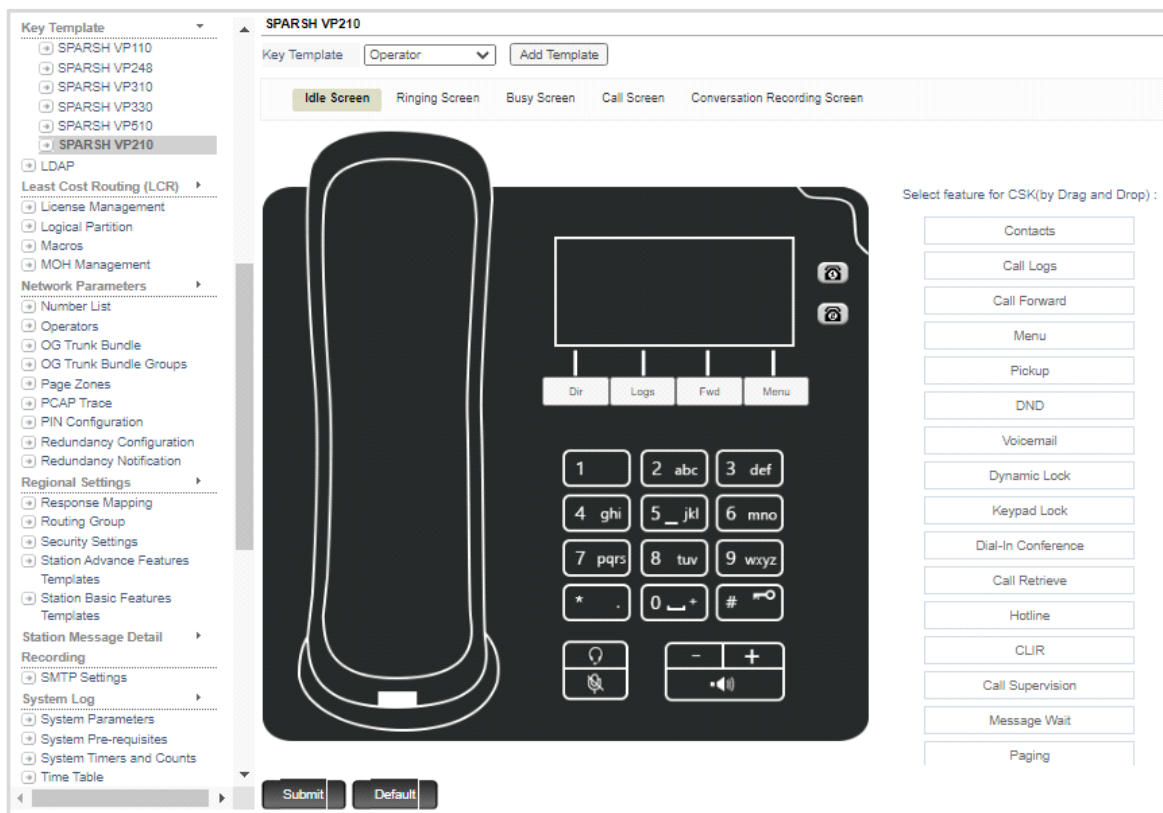 Key Template
SPARSH VP110
SPARSH VP248
SPARSH VP310
SPARSH VP330
SPARSH VP510
SPARSH VP210
LDAP
Least Cost Routing (LCR)
License Management
Logical Partition
Macros
MOH Management
Network Parameters
Number List
Operators
OG Trunk Bundle
OG Trunk Bundle Groups
Page Zones
PCAP Trace
PIN Configuration
Redundancy Configuration
Redundancy Notification
Regional Settings
Response Mapping
Routing Group
Security Settings
Station Advance Features
Templates
Station Basic Features
Templates
Station Message Detail
Recording
SMTP Settings
System Log
System Parameters
System Pre-requisites
System Timers and Counts
Time Table
SPARSH VP210
Key Template Operator Add Template
Idle Screen Ringing Screen Busy Screen Call Screen Conversation Recording Screen
Dir Logs Fwd Menu
1 2 abc 3 def
4 ghi 5 jkl 6 mno
7 pqrs 8 tuv 9 wxyz
* . 0 + #
- +
Submit Default
Select feature for CSK(by Drag and Drop) :
Contacts
Call Logs
Call Forward
Menu
Pickup
DND
Voicemail
Dynamic Lock
Keypad Lock
Dial-In Conference
Call Retrieve
Hotline
CLIR
Call Supervision
Message Wait
Paging